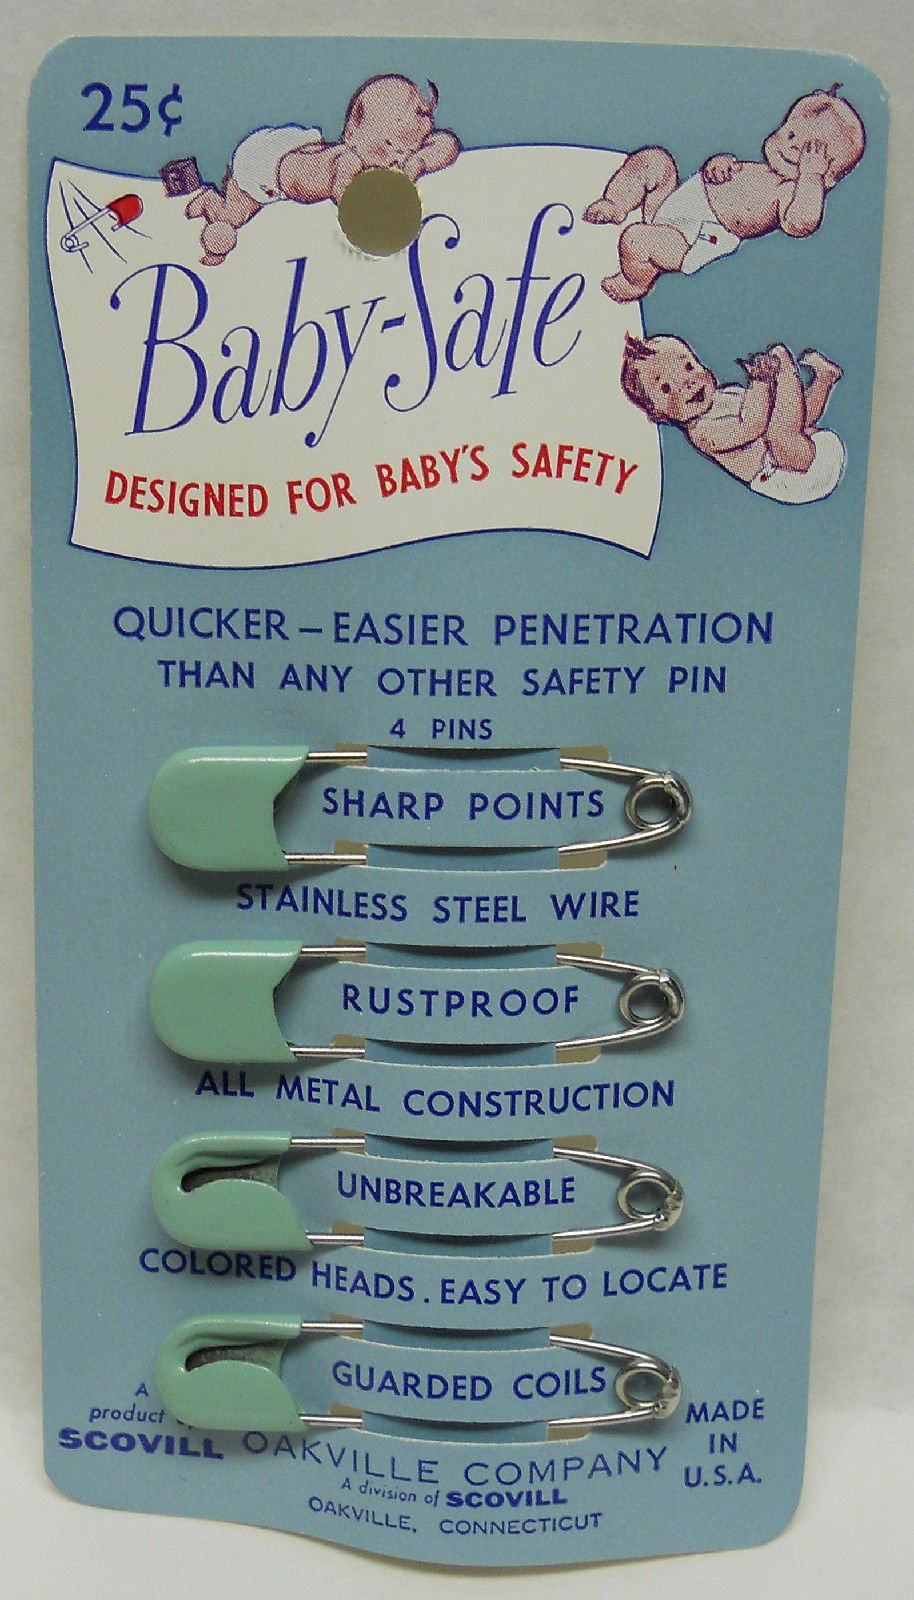 25¢
Baby-Safe
DESIGNED FOR BABY'S SAFETY
QUICKER – EASIER PENETRATION
THAN ANY OTHER SAFETY PIN
4 PINS
SHARP POINTS
STAINLESS STEEL WIRE
RUSTPROOF
ALL METAL CONSTRUCTION
UNBREAKABLE
COLORED HEADS. EASY TO LOCATE
GUARDED COILS
A
product
SCOVILL
OAKVILLE COMPANY
A division of SCOVILL
OAKVILLE, CONNECTICUT
MADE
IN
U.S.A.